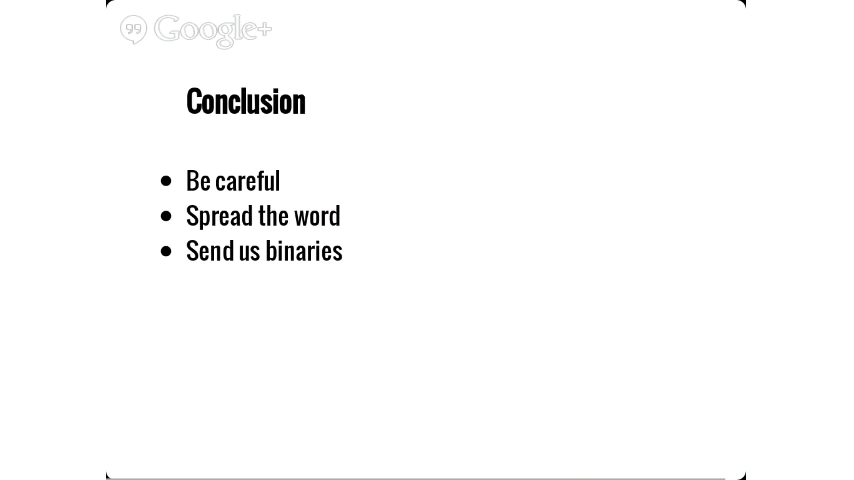 Google+
Conclusion
Be careful
Spread the word
Send us binaries